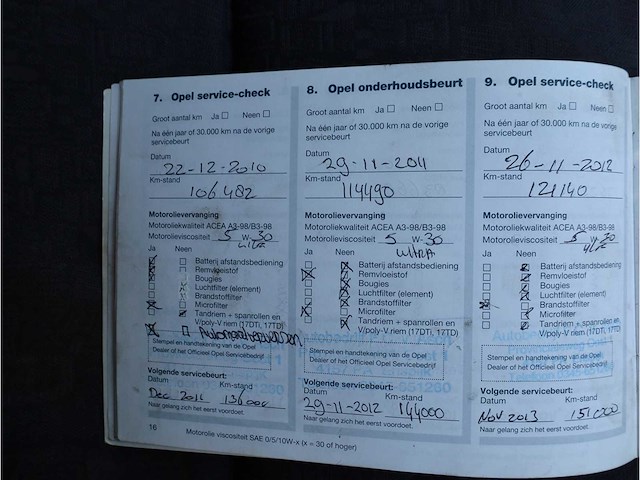 7. Opel service-check
Groot aantal km Ja Neen
Na één jaar of 30.000 km na de vorige
servicebeurt
Datum
22-12-2010
Km-stand
106482
Motorolievervanging
Motoroliekwaliteit ACEA A3-98/B3-98
Motorolieviscositeit 5 W-30
Ja Neen
Batterij afstandsbediening
Remvloeistof
Bougies
Luchtfilter (element)
Brandstoffilter
Microfilter
Tandriem + spanrollen en
V/poly-V riem (17DTi, 17TD)
Stempel en handtekening van de Opel
Dealer of het Officieel Opel Servicebedrijf
Volgende servicebeurt:
Datum Km-stand
Dec 2011 136000
Naar gelang zich het eerst voordoet.
16
Motorolie viscositeit SAE 0/5/10W-x (x = 30 of hoger)
8. Opel onderhoudsbeurt
Groot aantal km Ja Neen
Na één jaar of 30.000 km na de vorige
servicebeurt
Datum
29-11-2011
Km-stand
114490
Motorolievervanging
Motoroliekwaliteit ACEA A3-98/B3-98
Motorolieviscositeit 5 W-30
Ja Neen ultra
Batterij afstandsbediening
Remvloeistof
Bougies
Luchtfilter (element)
Brandstoffilter
Microfilter
Tandriem + spanrollen en
V/poly-V riem (17DTi, 17TD)
Stempel en handtekening van de Opel
Dealer of het Officieel Opel Servicebedrijf
Volgende servicebeurt:
Datum Km-stand
29-11-2012 144000
Naar gelang zich het eerst voordoet.
9. Opel service-check
Groot aantal km Ja Neen
Na één jaar of 30.000 km na de vorige
servicebeurt
Datum
26-11-2012
Km-stand
121140
Motorolievervanging
Motoroliekwaliteit ACEA A3-98/B3-98
Motorolieviscositeit 5 W-30
Ja Neen
Batterij afstandsbediening
Remvloeistof
Bougies
Luchtfilter (element)
Brandstoffilter
Microfilter
Tandriem + spanrollen en
V/poly-V riem (17DTi, 17TD)
Stempel en handtekening van de Opel
Dealer of het Officieel Opel Servicebedrijf
Volgende servicebeurt:
Datum Km-stand
Nov 2013 151000
Naar gelang zich het eerst voordoet.